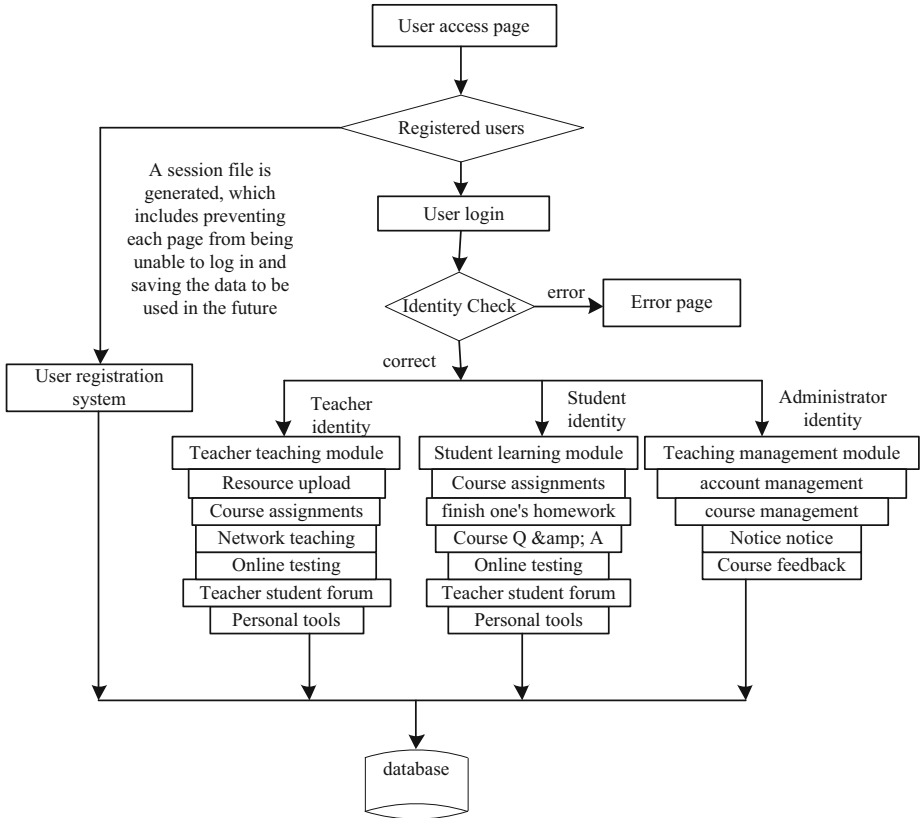 User access page
Registered users
A session file is
generated, which
includes preventing
each page from being
unable to log in and
saving the data to be
used in the future
User login
Identity Check
error
Error page
correct
User registration
system
Teacher
identity
Student
identity
Administrator
identity
Teacher teaching module
Resource upload
Course assignments
Network teaching
Online testing
Teacher student forum
Personal tools
Student learning module
Course assignments
finish one's homework
Course Q &amp; A
Online testing
Teacher student forum
Personal tools
Teaching management module
account management
course management
Notice notice
Course feedback
database